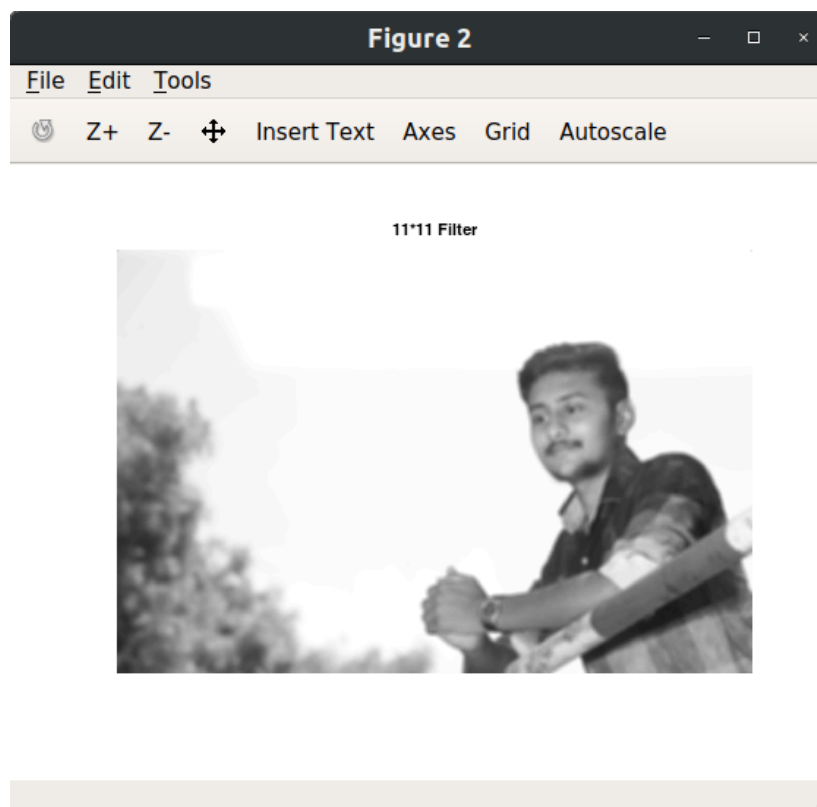 Figure 2
File Edit Tools
Z+ Z- Insert Text Axes Grid Autoscale
11*11 Filter